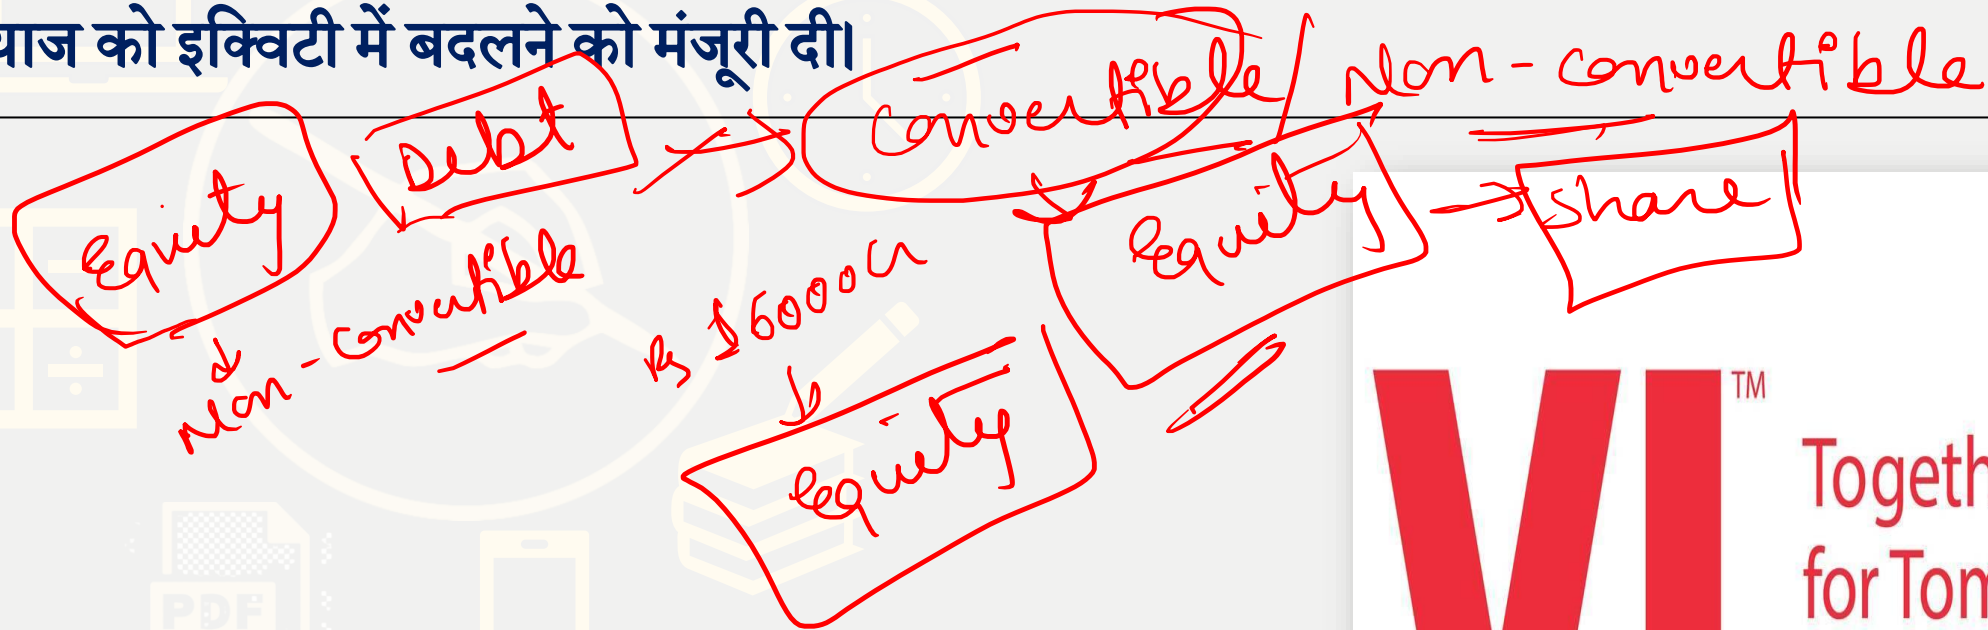 याज को इक्विटी में बदलने को मंजूरी दी।
Convertible / Non-convertible
Equity Debt Equity → Share
Non-convertible
Rs 16000 Cr
Equity
VI TM
Togeth
for Tom
PDF